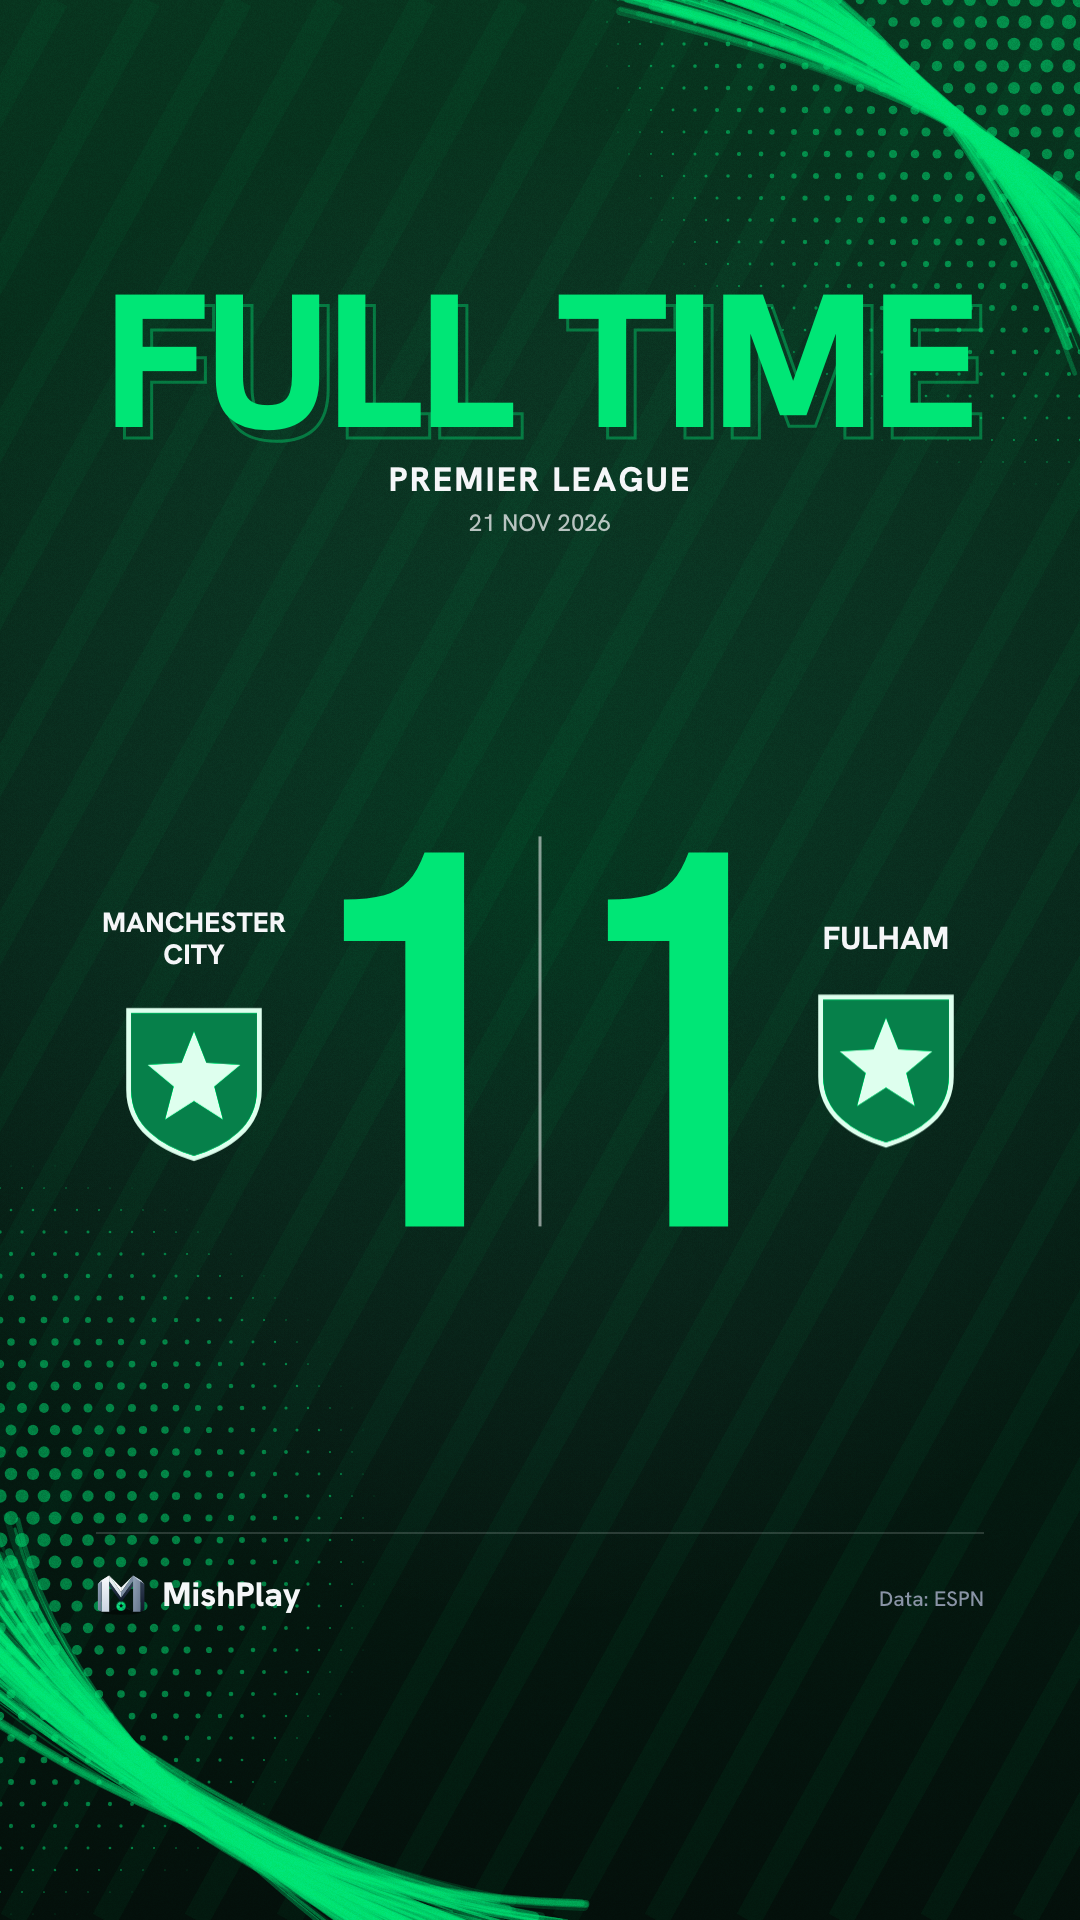 FULL TIME
PREMIER LEAGUE
21 NOV 2026
MANCHESTER
CITY
1
1
FULHAM
MishPlay
Data: ESPN